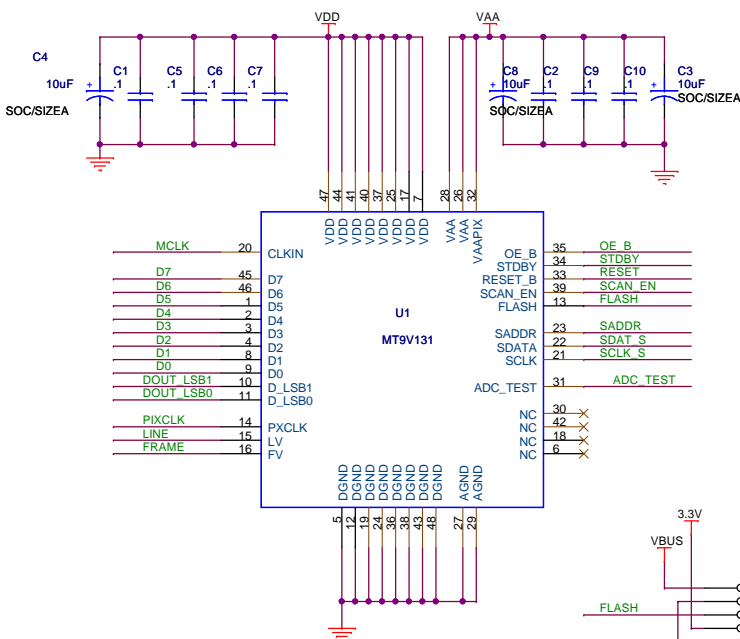 VDD
VAA
C4
10uF
SOC/SIZEA
C1
.1
C5
.1
C6
.1
C7
.1
C8
10uF
SOC/SIZEA
C2
.1
C9
.1
C10
.1
C3
10uF
SOC/SIZEA
47 44 41 40 37 25 17 7 28 26 32
VDD VDD VDD VDD VDD VDD VDD VDD VAA VAA VAAPIX
MCLK 20 CLKIN
D7 45 D7
D6 46 D6
D5 1 D5
D4 2 D4
D3 3 D3
D2 4 D2
D1 8 D1
D0 9 D0
DOUT_LSB1 10 D_LSB1
DOUT_LSB0 11 D_LSB0
PIXCLK 14 PXCLK
LINE 15 LV
FRAME 16 FV
U1
MT9V131
OE_B 35 OE_B
STDBY 34 STDBY
RESET_B 33 RESET
SCAN_EN 39 SCAN_EN
FLASH 13 FLASH
SADDR 23 SADDR
SDATA 22 SDAT_S
SCLK 21 SCLK_S
ADC_TEST 31 ADC_TEST
NC 30
NC 42
NC 18
NC 6
DGND DGND DGND DGND DGND DGND DGND DGND AGND AGND
5 12 19 24 36 38 43 48 27 29
3.3V
VBUS
FLASH